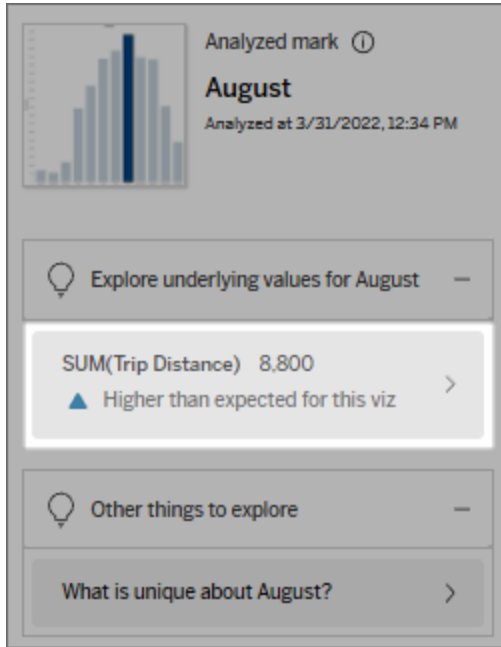 Analyzed mark
August
Analyzed at 3/31/2022, 12:34 PM
Explore underlying values for August
SUM(Trip Distance) 8,800
Higher than expected for this viz
Other things to explore
What is unique about August?